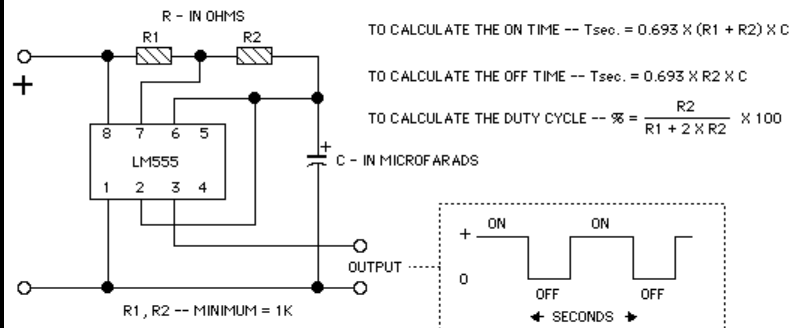 R - IN OHMS
R1 R2
TO CALCULATE THE ON TIME -- Tsec. = 0.693 X (R1 + R2) X C
+
TO CALCULATE THE OFF TIME -- Tsec. = 0.693 X R2 X C
TO CALCULATE THE DUTY CYCLE -- % = R2
R1 + 2 X R2 X 100
8 7 6 5
LM555
1 2 3 4
+
C - IN MICROFARADS
OUTPUT
+ ON ON
0
OFF OFF
SECONDS
R1, R2 -- MINIMUM = 1K